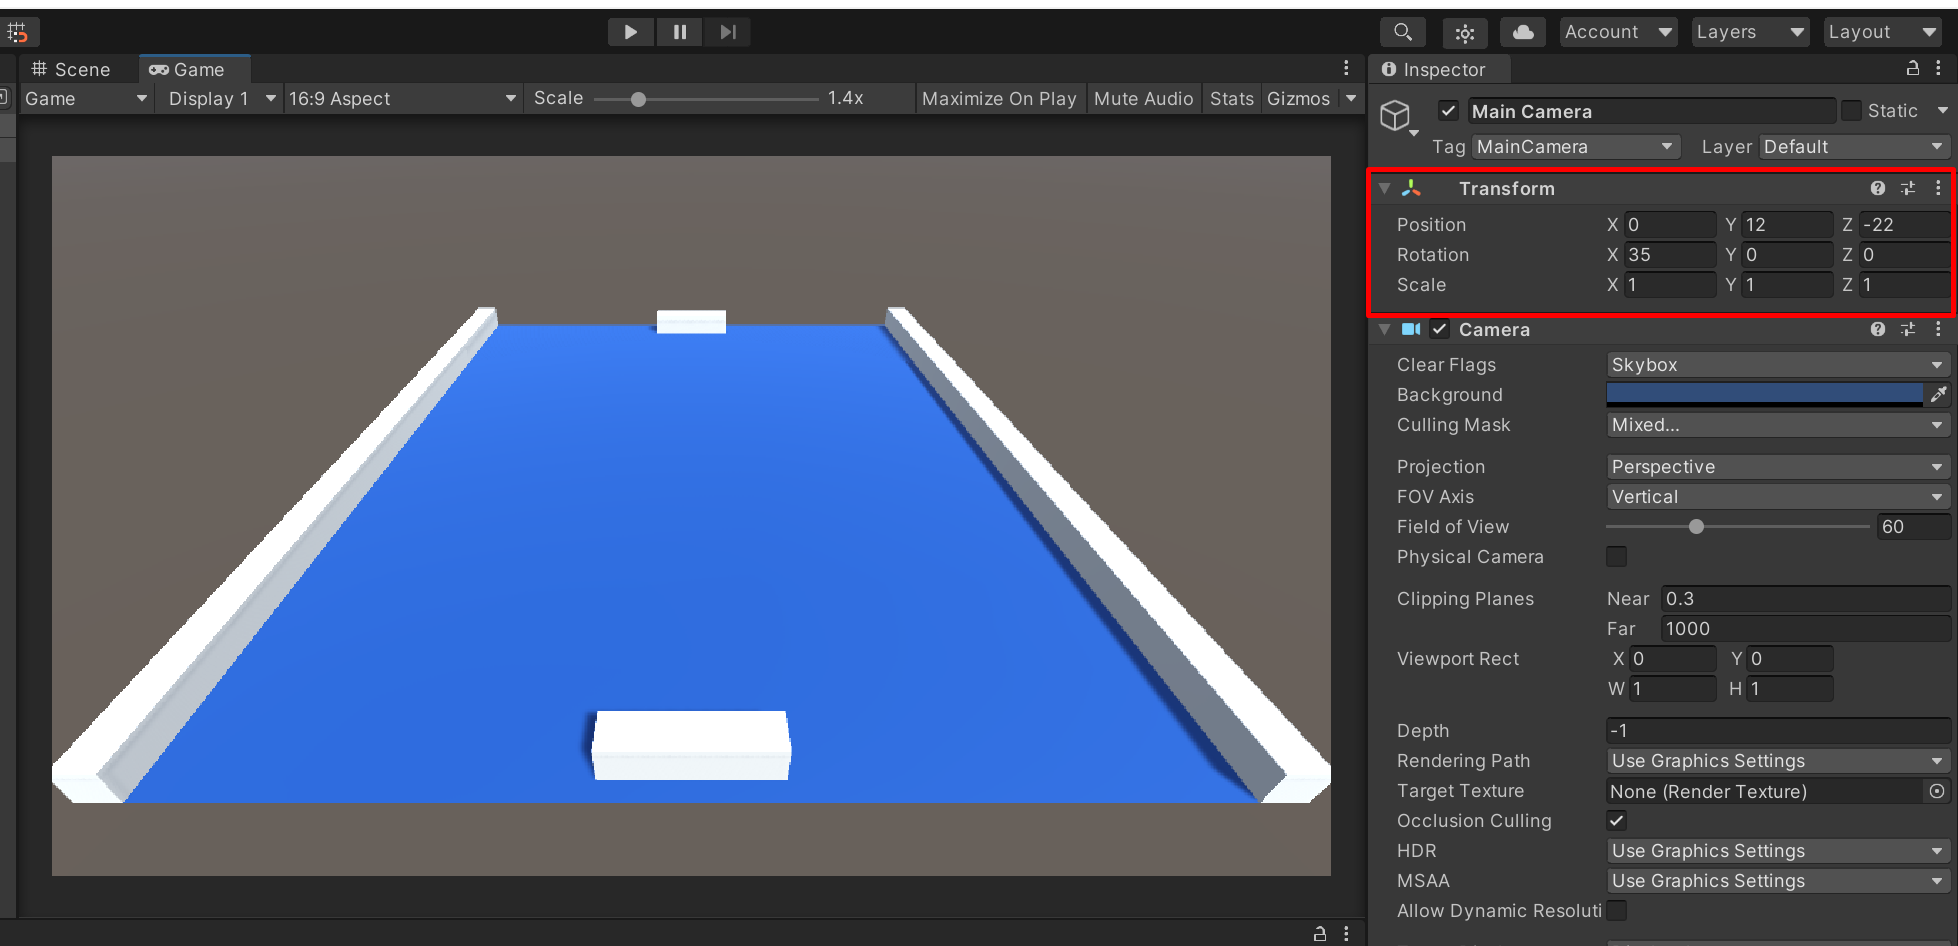 Account Layers Layout
Scene Game
Game Display 1 16:9 Aspect Scale 1.4x Maximize On Play Mute Audio Stats Gizmos
Inspector
Main Camera Static
Tag MainCamera Layer Default
Transform
Position X 0 Y 12 Z -22
Rotation X 35 Y 0 Z 0
Scale X 1 Y 1 Z 1
Camera
Clear Flags Skybox
Background
Culling Mask Mixed...
Projection Perspective
FOV Axis Vertical
Field of View 60
Physical Camera
Clipping Planes Near 0.3
Far 1000
Viewport Rect X 0 Y 0
W 1 H 1
Depth -1
Rendering Path Use Graphics Settings
Target Texture None (Render Texture)
Occlusion Culling
HDR Use Graphics Settings
MSAA Use Graphics Settings
Allow Dynamic Resoluti